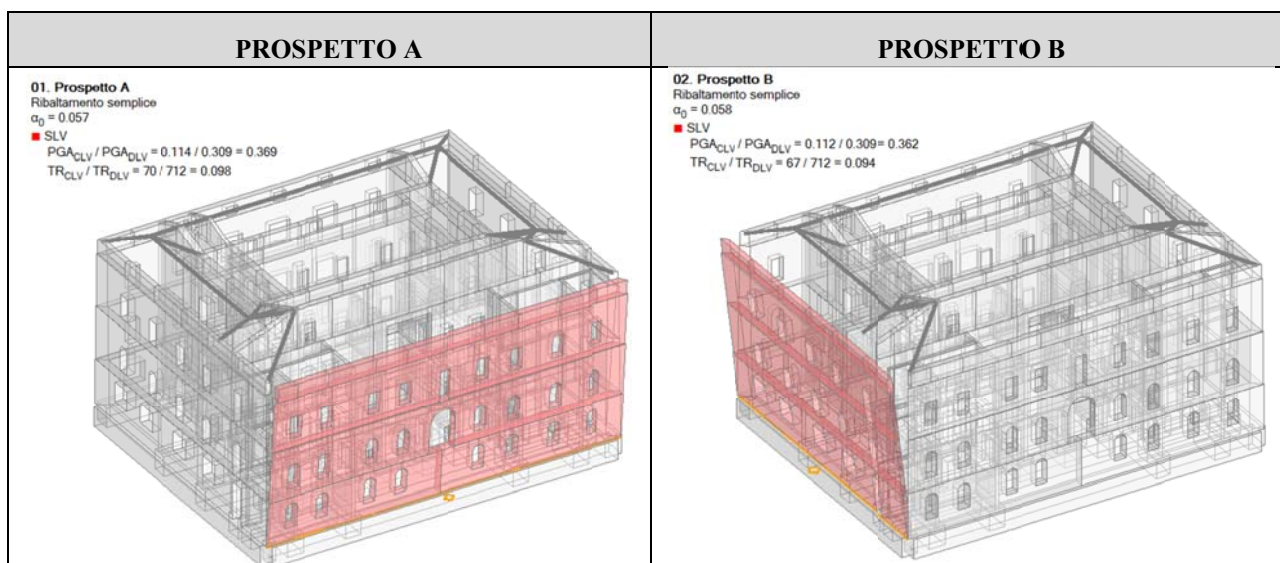 PROSPETTO A
PROSPETTO B
01. Prospetto A
Ribaltamento semplice
α0 = 0.057
SLV
PGACLV / PGADLV = 0.114 / 0.309 = 0.369
TRCLV / TRDLV = 70 / 712 = 0.098
02. Prospetto B
Ribaltamento semplice
α0 = 0.058
SLV
PGACLV / PGADLV = 0.112 / 0.309= 0.362
TRCLV / TRDLV = 67 / 712 = 0.094